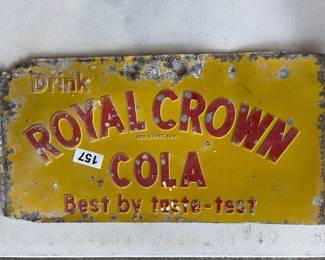 Drink
ROYAL CROWN
COLA
157
Best by taste-test